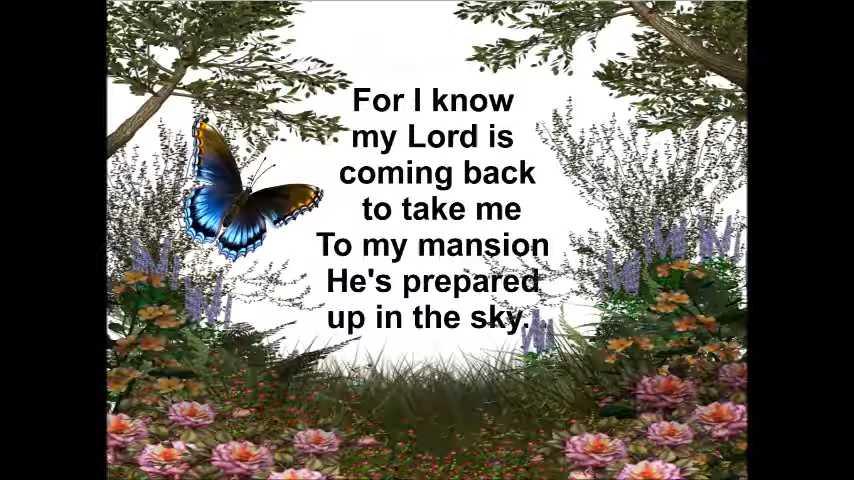 For I know
my Lord is
coming back
to take me
To my mansion
He's prepared
up in the sky.